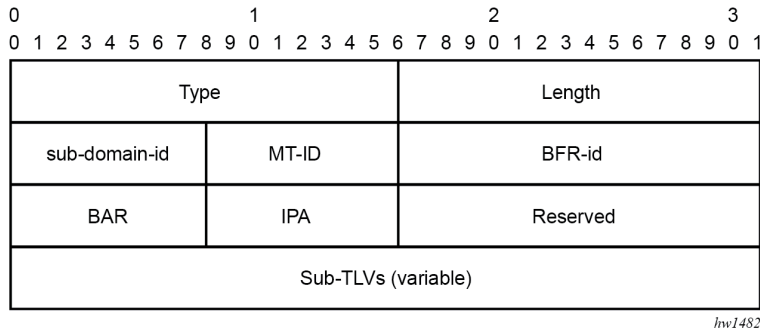 0 1 2 3
0 1 2 3 4 5 6 7 8 9 0 1 2 3 4 5 6 7 8 9 0 1 2 3 4 5 6 7 8 9 0 1
Type Length
sub-domain-id MT-ID BFR-id
BAR IPA Reserved
Sub-TLVs (variable)
hw1482